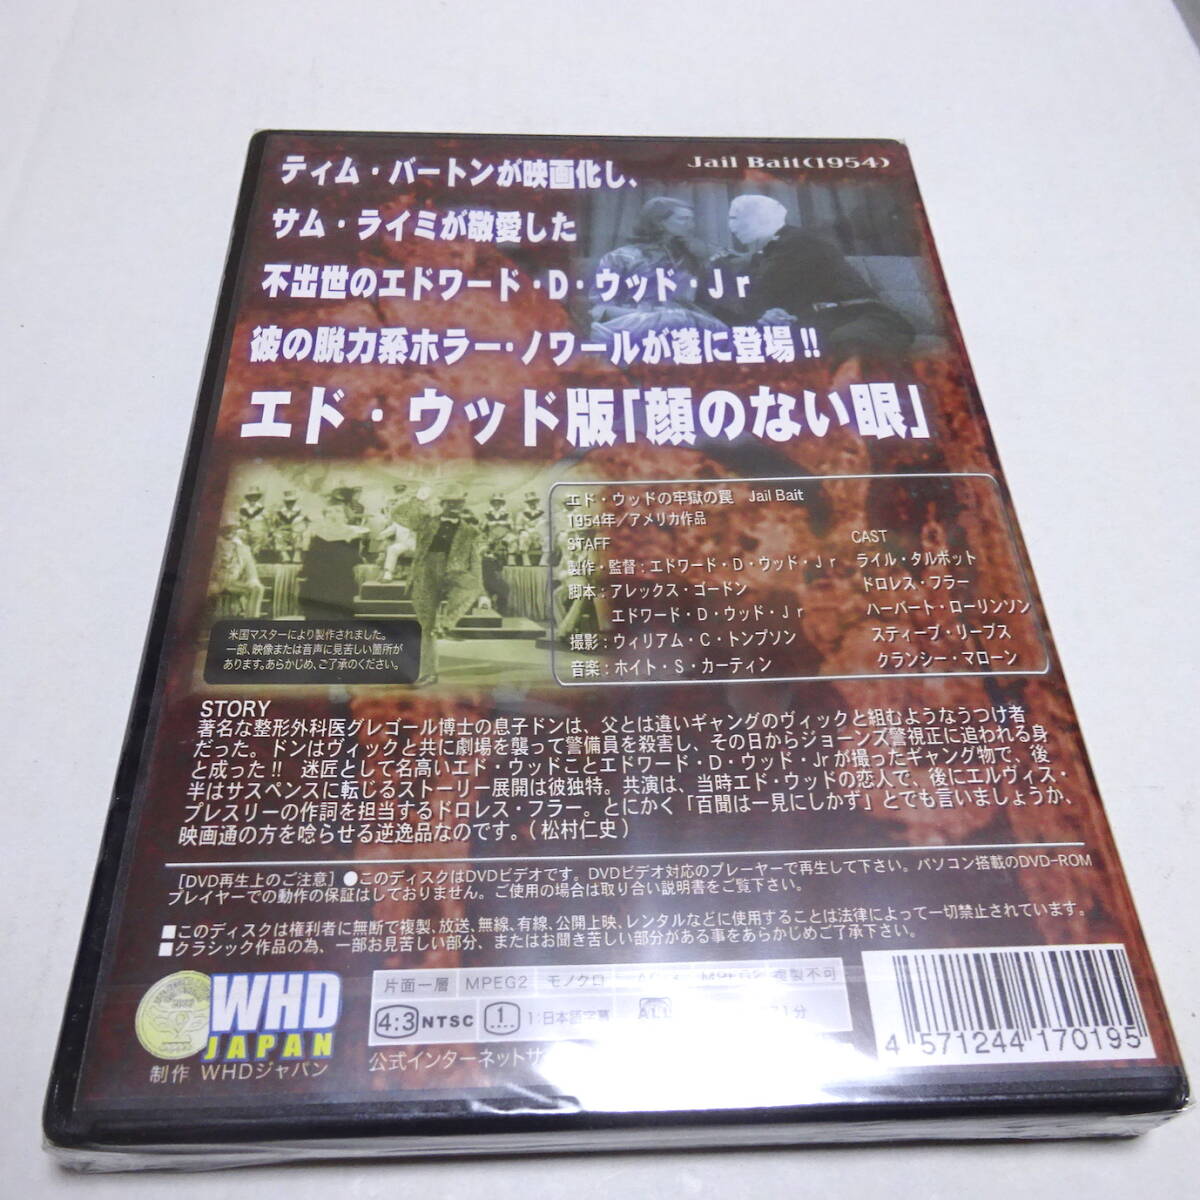 Jail Bait(1954)
ティム・バートンが映画化し、
サム・ライミが敬愛した
不出世のエドワード・D・ウッド・Jr
彼の脱力系ホラー・ノワールが遂に登場!!
エド・ウッド版「顔のない眼」
エド・ウッドの牢獄の罠 Jail Bait
1954年/アメリカ作品
STAFF
製作・監督:エドワード・D・ウッド・Jr
脚本:アレックス・ゴードン
エドワード・D・ウッド・Jr
撮影:ウィリアム・C・トンプソン
音楽:ホイト・S・カーティン
CAST
ライル・タルボット
ドロレス・フラー
ハーバート・ローリンソン
スティーブ・リーブス
クランシー・マローン
米国マスターにより製作されました。
一部、映像または音声に見苦しい箇所が
あります。あらかじめ、ご了承のください。
STORY
著名な整形外科医グレゴール博士の息子ドンは、父とは違いギャングのヴィックと組むようなうつけ者
だった。ドンはヴィックと共に劇場を襲って警備員を殺害し、その日からジョーンズ警視正に追われる身
と成った!! 迷匠として名高いエド・ウッドことエドワード・D・ウッド・Jrが撮ったギャング物で、後
半はサスペンスに転じるストーリー展開は彼独特。共演は、当時エド・ウッドの恋人で、後にエルヴィス・
プレスリーの作詞を担当するドロレス・フラー。とにかく「百聞は一見にしかず」とでも言いましょうか、
映画通の方を唸らせる逆逸品なのです。(松村仁史)
[DVD再生上のご注意] ●このディスクはDVDビデオです。DVDビデオ対応のプレーヤーで再生して下さい。パソコン搭載のDVD-ROM
プレイヤーでの動作の保証はしておりません。ご使用の場合は取り合い説明書をご覧下さい。
■このディスクは権利者に無断で複製、放送、無線、有線、公開上映、レンタルなどに使用することは法律によって一切禁止されています。
■クラシック作品の為、一部お見苦しい部分、またはお聞き苦しい部分がある事をあらかじめご了承下さい。
WHD
JAPAN
制作 WHDジャパン
片面一層 MPEG2 モノクロ 複製不可
4:3 NTSC 1 1:日本語字幕 ALL 71分
公式インターネットサ
4 571244 170195